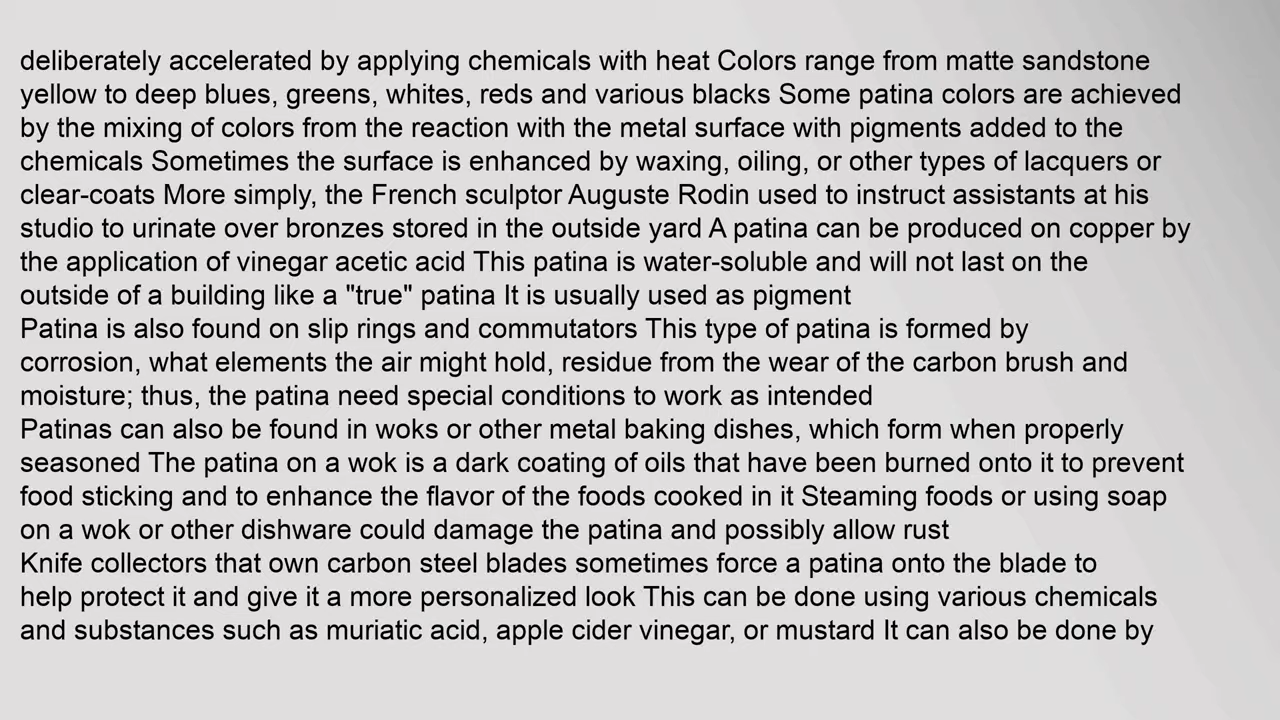 deliberately accelerated by applying chemicals with heat Colors range from matte sandstone
yellow to deep blues, greens, whites, reds and various blacks Some patina colors are achieved
by the mixing of colors from the reaction with the metal surface with pigments added to the
chemicals Sometimes the surface is enhanced by waxing, oiling, or other types of lacquers or
clear-coats More simply, the French sculptor Auguste Rodin used to instruct assistants at his
studio to urinate over bronzes stored in the outside yard A patina can be produced on copper by
the application of vinegar acetic acid This patina is water-soluble and will not last on the
outside of a building like a "true" patina It is usually used as pigment
Patina is also found on slip rings and commutators This type of patina is formed by
corrosion, what elements the air might hold, residue from the wear of the carbon brush and
moisture; thus, the patina need special conditions to work as intended
Patinas can also be found in woks or other metal baking dishes, which form when properly
seasoned The patina on a wok is a dark coating of oils that have been burned onto it to prevent
food sticking and to enhance the flavor of the foods cooked in it Steaming foods or using soap
on a wok or other dishware could damage the patina and possibly allow rust
Knife collectors that own carbon steel blades sometimes force a patina onto the blade to
help protect it and give it a more personalized look This can be done using various chemicals
and substances such as muriatic acid, apple cider vinegar, or mustard It can also be done by